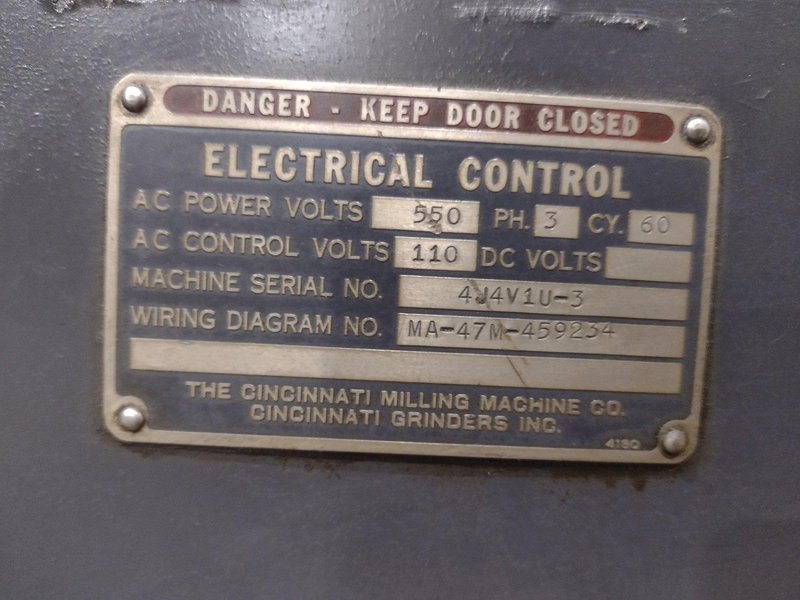 DANGER - KEEP DOOR CLOSED
ELECTRICAL CONTROL
AC POWER VOLTS 550 PH. 3 CY. 60
AC CONTROL VOLTS 110 DC VOLTS
MACHINE SERIAL NO. 4J4V1U-3
WIRING DIAGRAM NO. MA-47M-459234
THE CINCINNATI MILLING MACHINE CO.
CINCINNATI GRINDERS INC.
4180